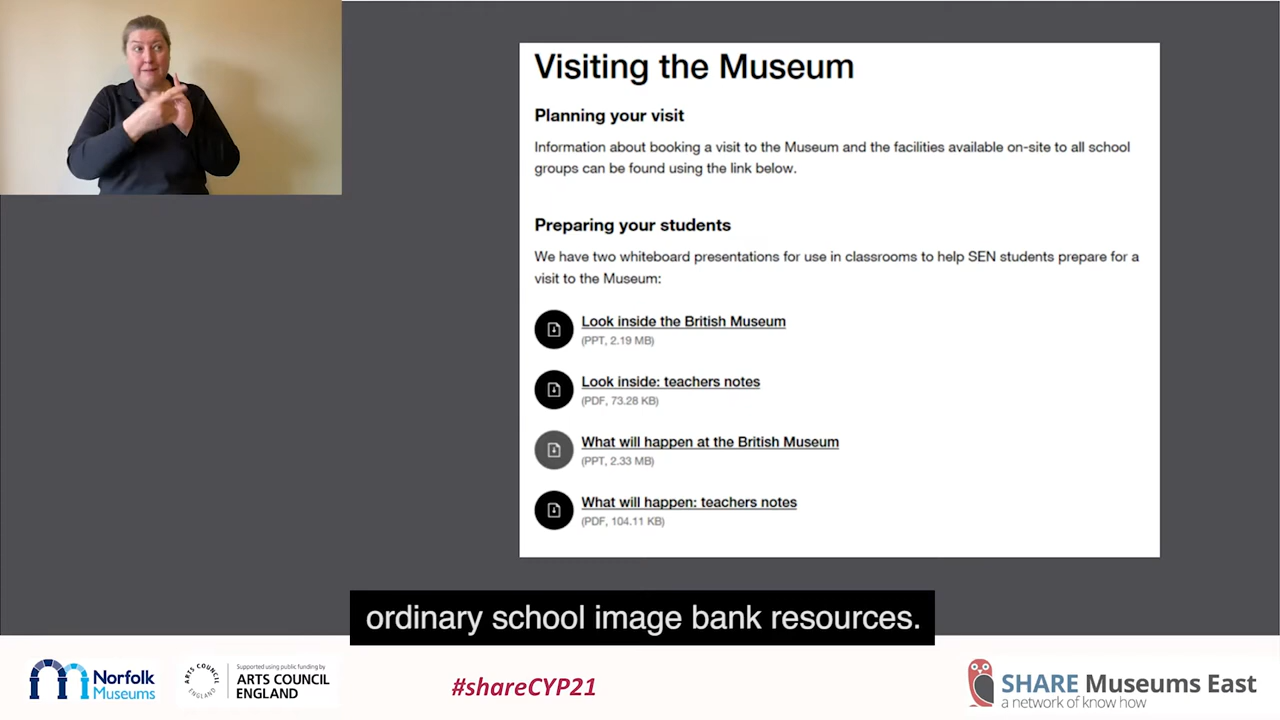 Visiting the Museum
Planning your visit
Information about booking a visit to the Museum and the facilities available on-site to all school
groups can be found using the link below.
Preparing your students
We have two whiteboard presentations for use in classrooms to help SEN students prepare for a
visit to the Museum:
Look inside the British Museum
(PPT, 2.19 MB)
Look inside: teachers notes
(PDF, 73.28 KB)
What will happen at the British Museum
(PPT, 2.33 MB)
What will happen: teachers notes
(PDF, 104.11 KB)
ordinary school image bank resources.
Norfolk
Museums
ARTS COUNCIL
ENGLAND
Supported using public funding by
ARTS COUNCIL
ENGLAND
#shareCYP21
SHARE Museums East
a network of know how